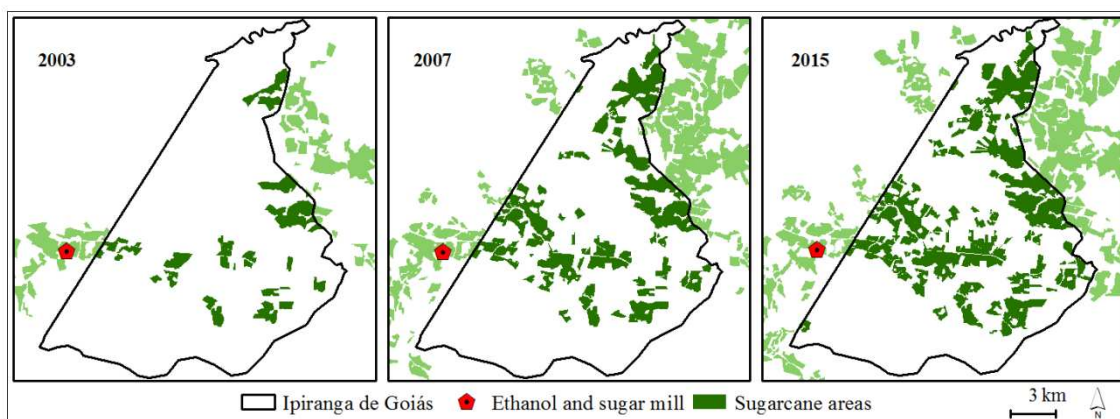 2003
2007
2015
Ipiranga de Goiás
Ethanol and sugar mill
Sugarcane areas
3 km
N